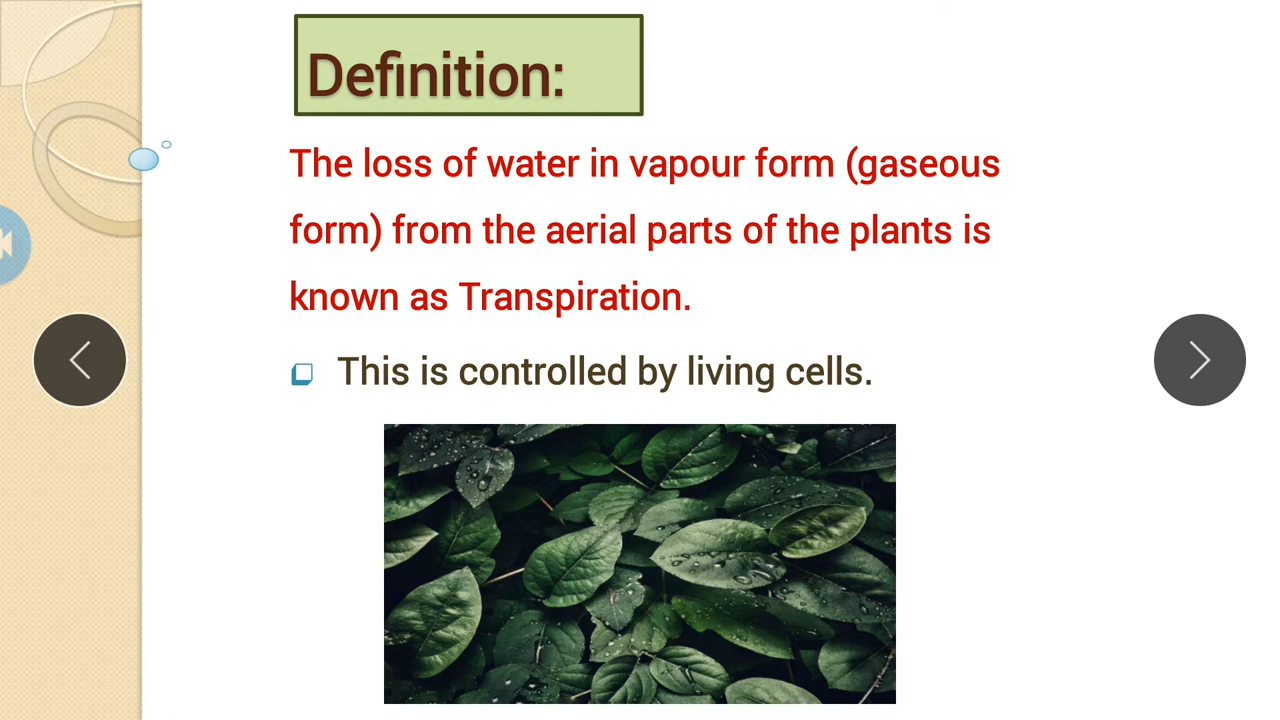 Definition:
The loss of water in vapour form (gaseous
form) from the aerial parts of the plants is
known as Transpiration.
This is controlled by living cells.